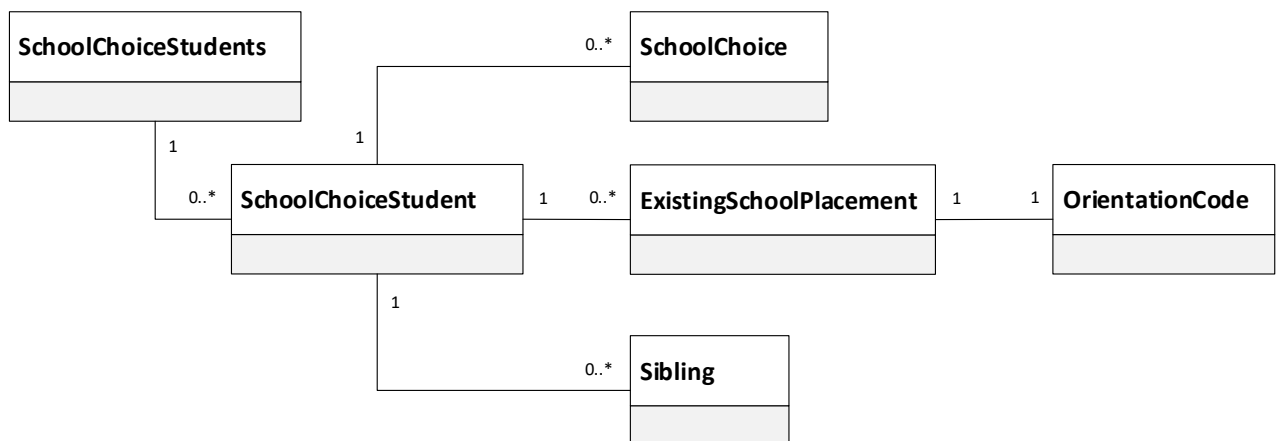 SchoolChoiceStudents
0..*
SchoolChoice
1
1
0..*
SchoolChoiceStudent
1
0..*
ExistingSchoolPlacement
1
1
OrientationCode
1
0..*
Sibling